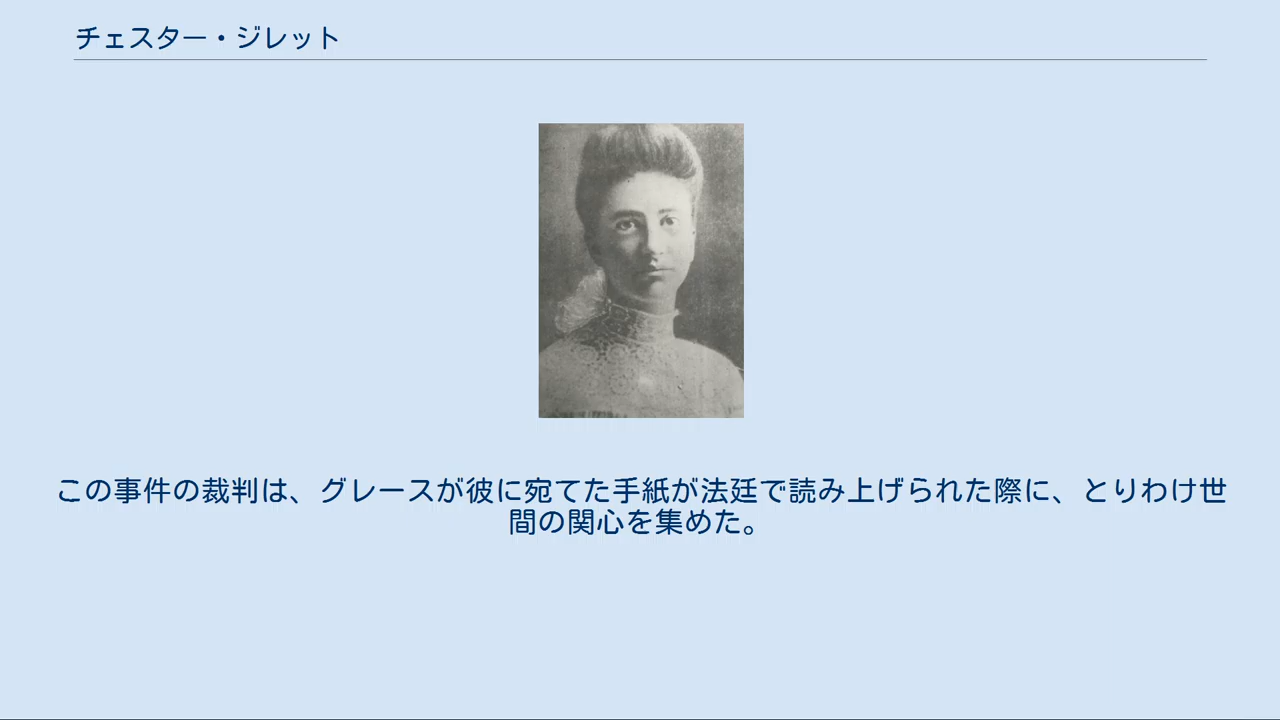 チェスター・ジレット
この事件の裁判は、グレースが彼に宛てた手紙が法廷で読み上げられた際に、とりわけ世
間の関心を集めた。